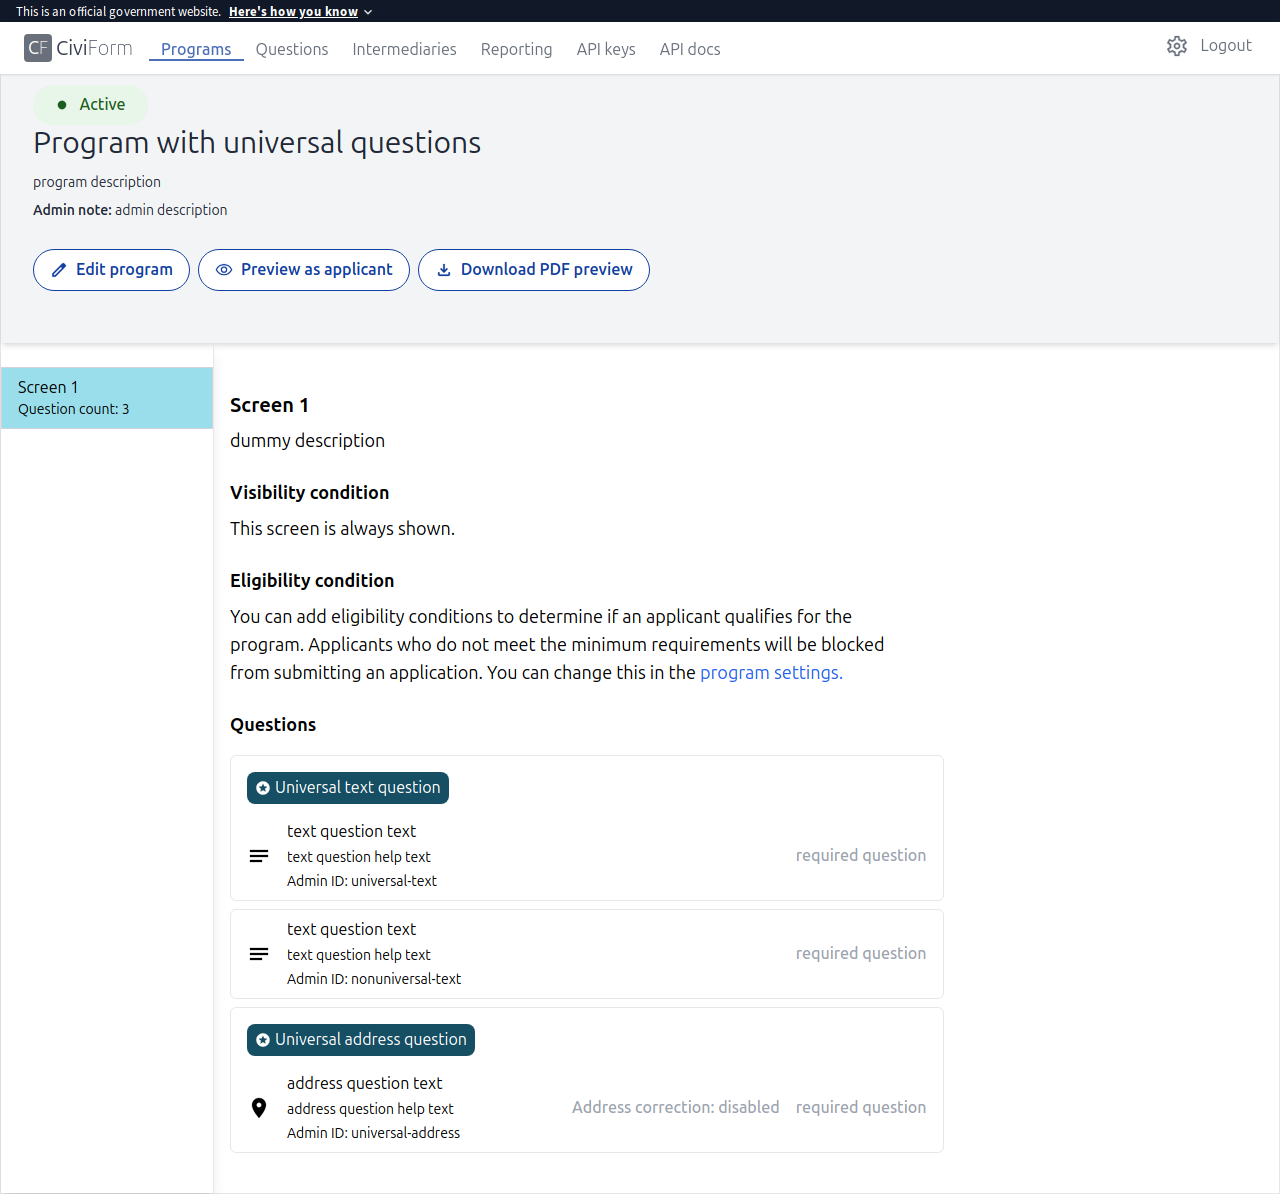 This is an official government website. Here's how you know
CF CiviForm Programs Questions Intermediaries Reporting API keys API docs Logout
Active
Program with universal questions
program description
Admin note: admin description
Edit program Preview as applicant Download PDF preview
Screen 1
Question count: 3
Screen 1
dummy description
Visibility condition
This screen is always shown.
Eligibility condition
You can add eligibility conditions to determine if an applicant qualifies for the
program. Applicants who do not meet the minimum requirements will be blocked
from submitting an application. You can change this in the program settings.
Questions
Universal text question
text question text
text question help text
Admin ID: universal-text
required question
text question text
text question help text
Admin ID: nonuniversal-text
required question
Universal address question
address question text
address question help text
Admin ID: universal-address
Address correction: disabled required question